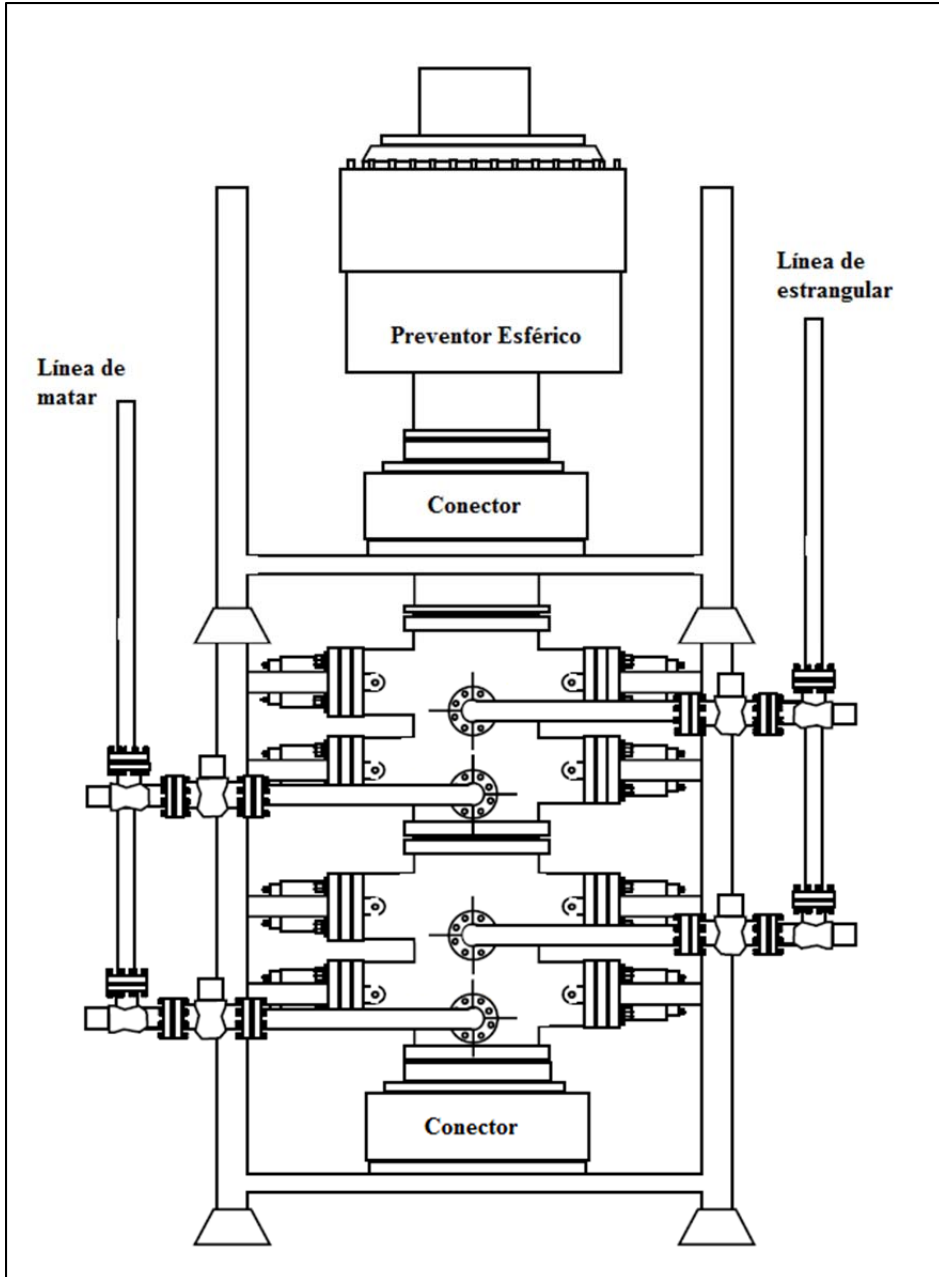 Línea de
estrangular
Preventor Esférico
Línea de
matar
Conector
Conector